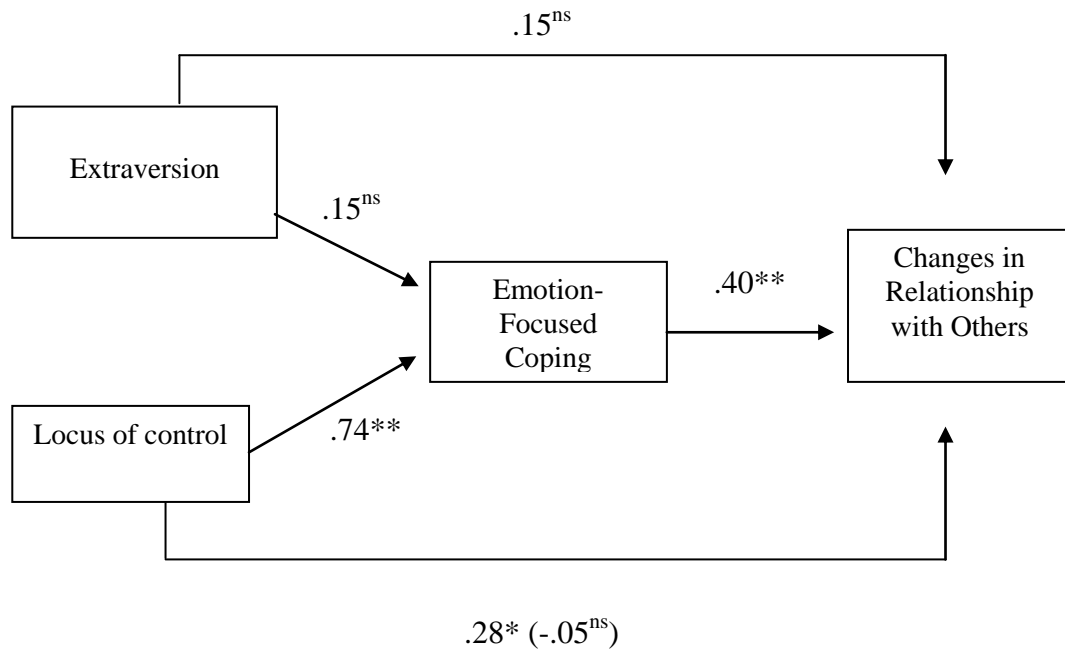 .15ns
Extraversion
.15ns
Emotion-
Focused
Coping
.40**
Changes in
Relationship
with Others
Locus of control
.74**
.28* (-.05ns)